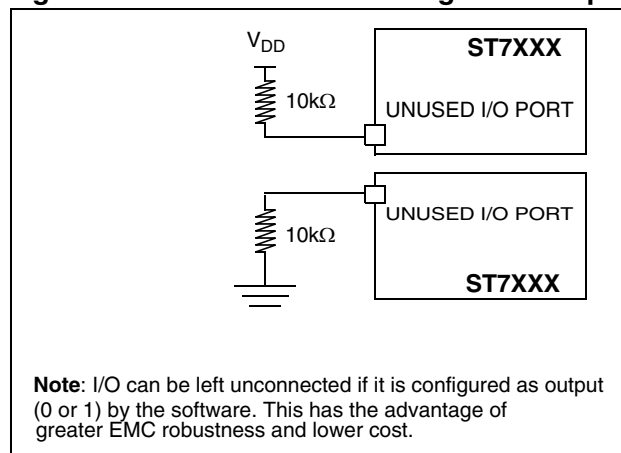 V_DD
10kΩ
ST7XXX
UNUSED I/O PORT
10kΩ
UNUSED I/O PORT
ST7XXX
Note: I/O can be left unconnected if it is configured as output
(0 or 1) by the software. This has the advantage of
greater EMC robustness and lower cost.